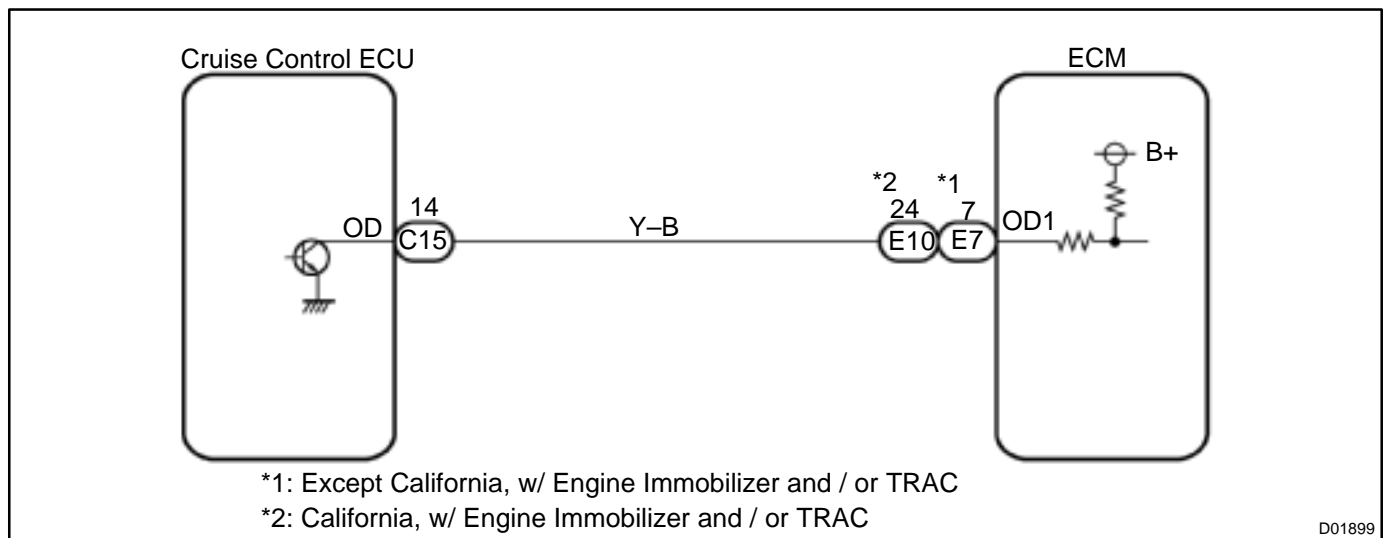 Cruise Control ECU
ECM
B+
*2 *1
14 24 7
OD C15 Y–B E10 E7 OD1
*1: Except California, w/ Engine Immobilizer and / or TRAC
*2: California, w/ Engine Immobilizer and / or TRAC
D01899